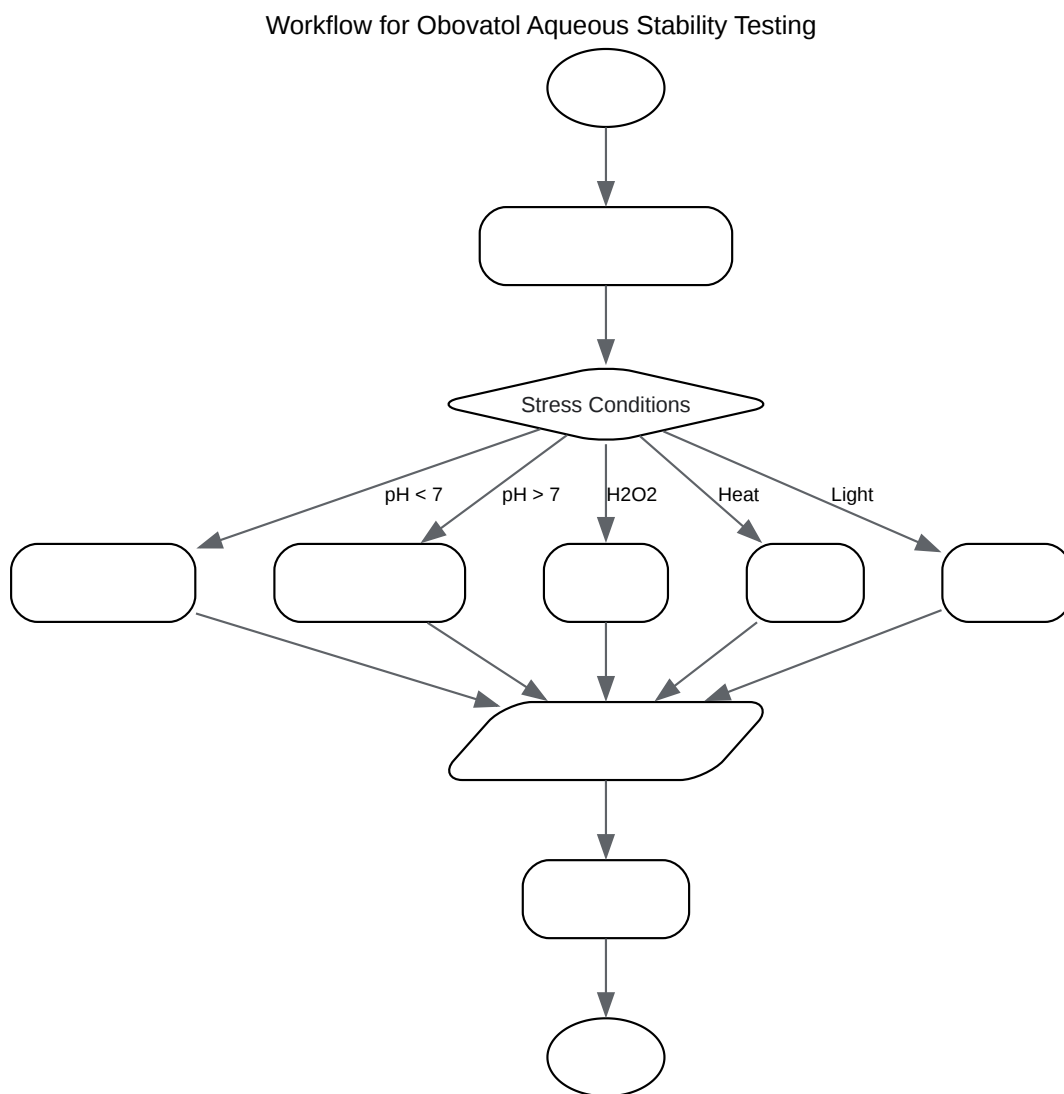 Workflow for Obovatol Aqueous Stability Testing
Stress Conditions
pH < 7
pH > 7
H2O2
Heat
Light